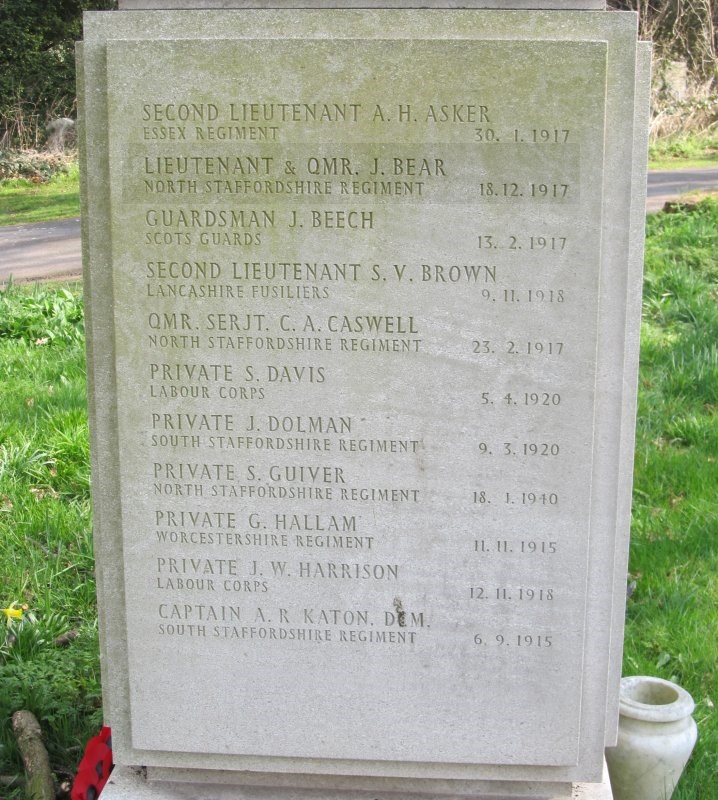 SECOND LIEUTENANT A. H. ASKER
ESSEX REGIMENT 30. 1. 1917
LIEUTENANT & QMR. J. BEAR
NORTH STAFFORDSHIRE REGIMENT 18. 12. 1917
GUARDSMAN J. BEECH
SCOTS GUARDS 13. 2. 1917
SECOND LIEUTENANT S. V. BROWN
LANCASHIRE FUSILIERS 9. 11. 1918
QMR. SERJT. C. A. CASWELL
NORTH STAFFORDSHIRE REGIMENT 23. 2. 1917
PRIVATE S. DAVIS
LABOUR CORPS 5. 4. 1920
PRIVATE J. DOLMAN
SOUTH STAFFORDSHIRE REGIMENT 9. 3. 1920
PRIVATE S. GUIVER
NORTH STAFFORDSHIRE REGIMENT 18. 1. 1940
PRIVATE G. HALLAM
WORCESTERSHIRE REGIMENT 11. 11. 1915
PRIVATE J. W. HARRISON
LABOUR CORPS 12. 11. 1918
CAPTAIN A. R. KATON. DCM.
SOUTH STAFFORDSHIRE REGIMENT 6. 9. 1915